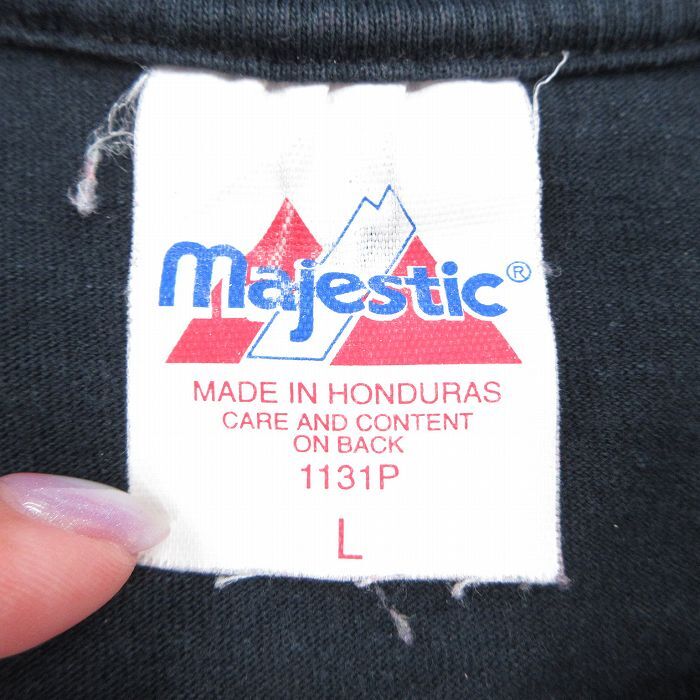 majestic®
MADE IN HONDURAS
CARE AND CONTENT
ON BACK
1131P
L